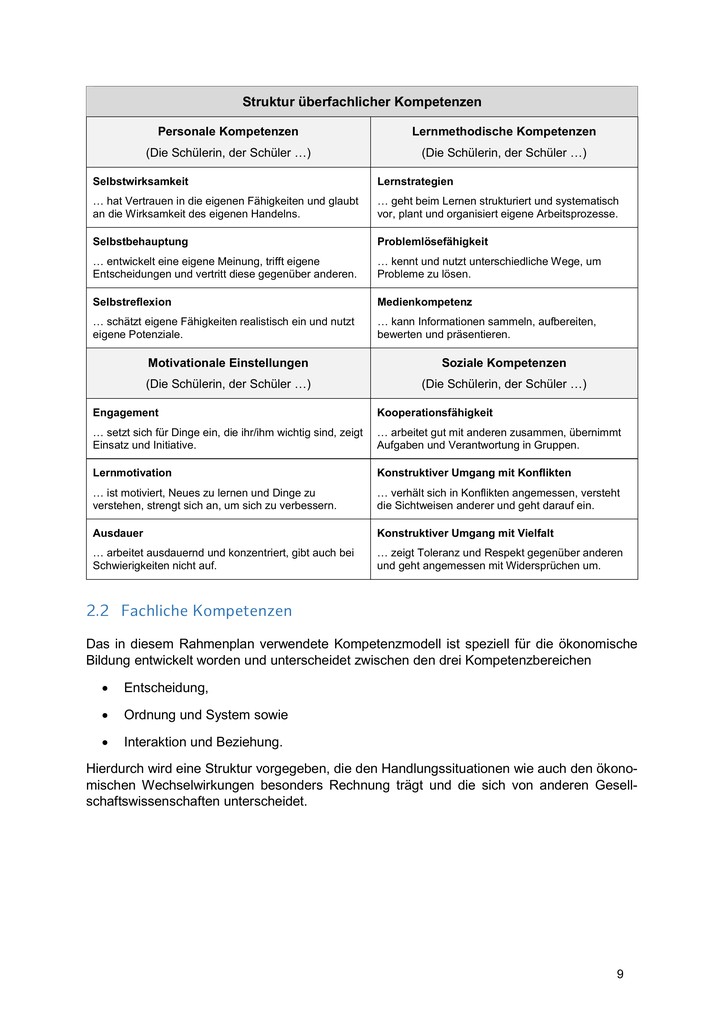 Struktur überfachlicher Kompetenzen
Personale Kompetenzen
(Die Schülerin, der Schüler …)
Lernmethodische Kompetenzen
(Die Schülerin, der Schüler …)
Selbstwirksamkeit
… hat Vertrauen in die eigenen Fähigkeiten und glaubt
an die Wirksamkeit des eigenen Handelns.
Lernstrategien
… geht beim Lernen strukturiert und systematisch
vor, plant und organisiert eigene Arbeitsprozesse.
Selbstbehauptung
… entwickelt eine eigene Meinung, trifft eigene
Entscheidungen und vertritt diese gegenüber anderen.
Problemlösefähigkeit
… kennt und nutzt unterschiedliche Wege, um
Probleme zu lösen.
Selbstreflexion
… schätzt eigene Fähigkeiten realistisch ein und nutzt
eigene Potenziale.
Medienkompetenz
… kann Informationen sammeln, aufbereiten,
bewerten und präsentieren.
Motivationale Einstellungen
(Die Schülerin, der Schüler …)
Soziale Kompetenzen
(Die Schülerin, der Schüler …)
Engagement
… setzt sich für Dinge ein, die ihr/ihm wichtig sind, zeigt
Einsatz und Initiative.
Kooperationsfähigkeit
… arbeitet gut mit anderen zusammen, übernimmt
Aufgaben und Verantwortung in Gruppen.
Lernmotivation
… ist motiviert, Neues zu lernen und Dinge zu
verstehen, strengt sich an, um sich zu verbessern.
Konstruktiver Umgang mit Konflikten
… verhält sich in Konflikten angemessen, versteht
die Sichtweisen anderer und geht darauf ein.
Ausdauer
… arbeitet ausdauernd und konzentriert, gibt auch bei
Schwierigkeiten nicht auf.
Konstruktiver Umgang mit Vielfalt
… zeigt Toleranz und Respekt gegenüber anderen
und geht angemessen mit Widersprüchen um.
2.2 Fachliche Kompetenzen
Das in diesem Rahmenplan verwendete Kompetenzmodell ist speziell für die ökonomische
Bildung entwickelt worden und unterscheidet zwischen den drei Kompetenzbereichen
• Entscheidung,
• Ordnung und System sowie
• Interaktion und Beziehung.
Hierdurch wird eine Struktur vorgegeben, die den Handlungssituationen wie auch den ökono-
mischen Wechselwirkungen besonders Rechnung trägt und die sich von anderen Gesell-
schaftswissenschaften unterscheidet.
9